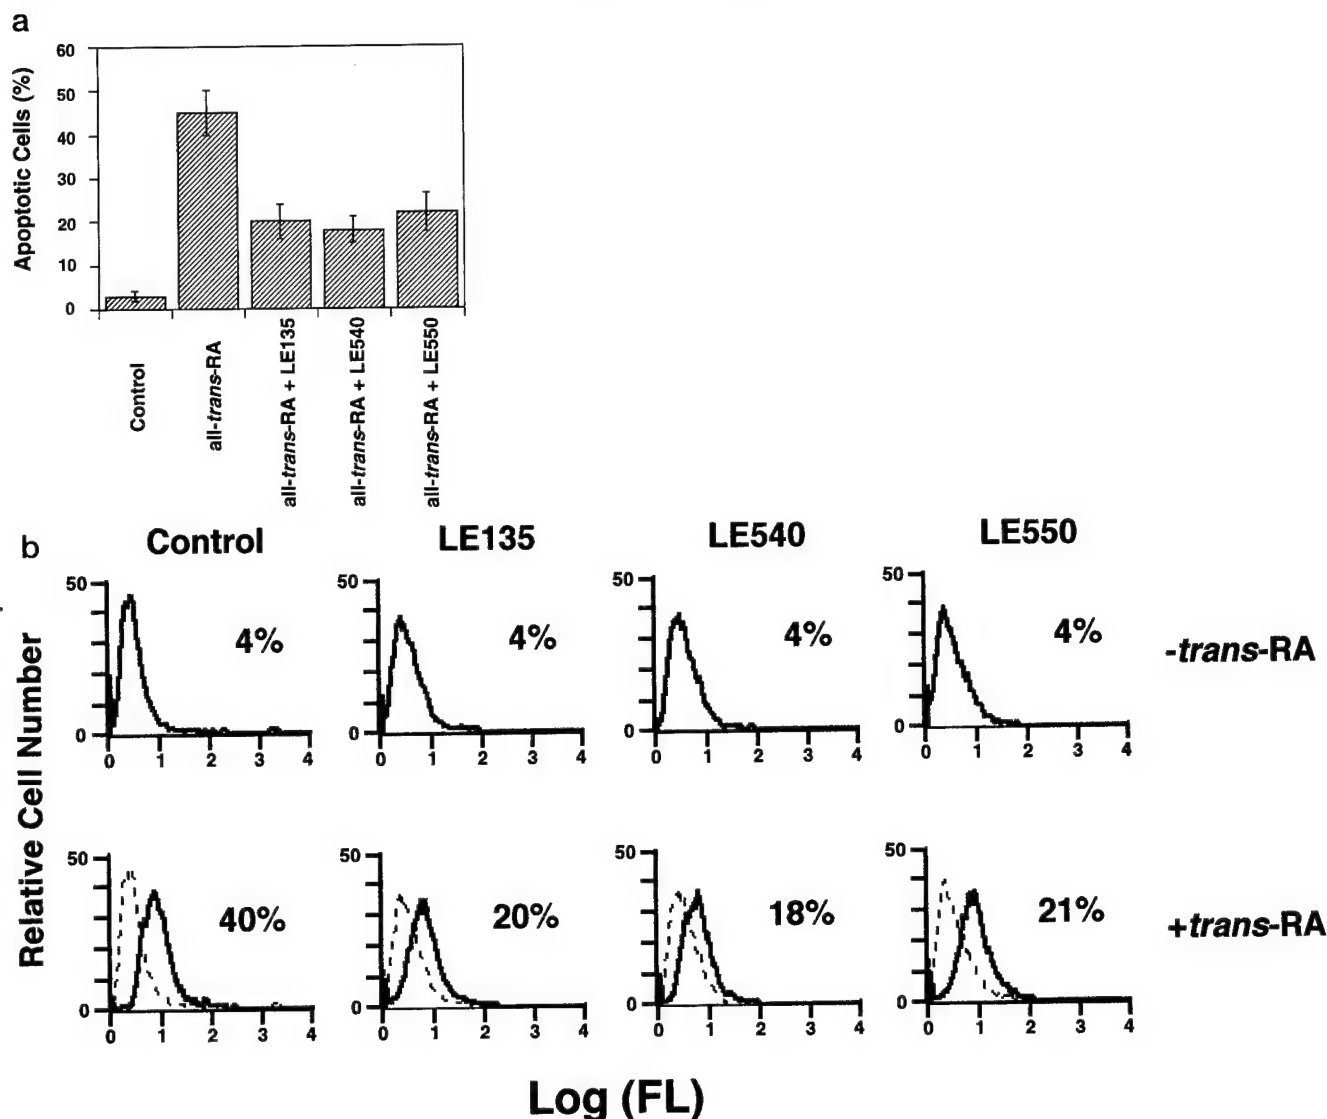 a
60
50
40
30
20
10
0
Apoptotic Cells (%)
Control
all-trans-RA
all-trans-RA + LE135
all-trans-RA + LE540
all-trans-RA + LE550
b
Control
LE135
LE540
LE550
Relative Cell Number
50
0
4%
0 1 2 3 4
50
0
4%
0 1 2 3 4
50
0
4%
0 1 2 3 4
50
0
4%
0 1 2 3 4
-trans-RA
50
0
40%
0 1 2 3 4
50
0
20%
0 1 2 3 4
50
0
18%
0 1 2 3 4
50
0
21%
0 1 2 3 4
+trans-RA
Log (FL)